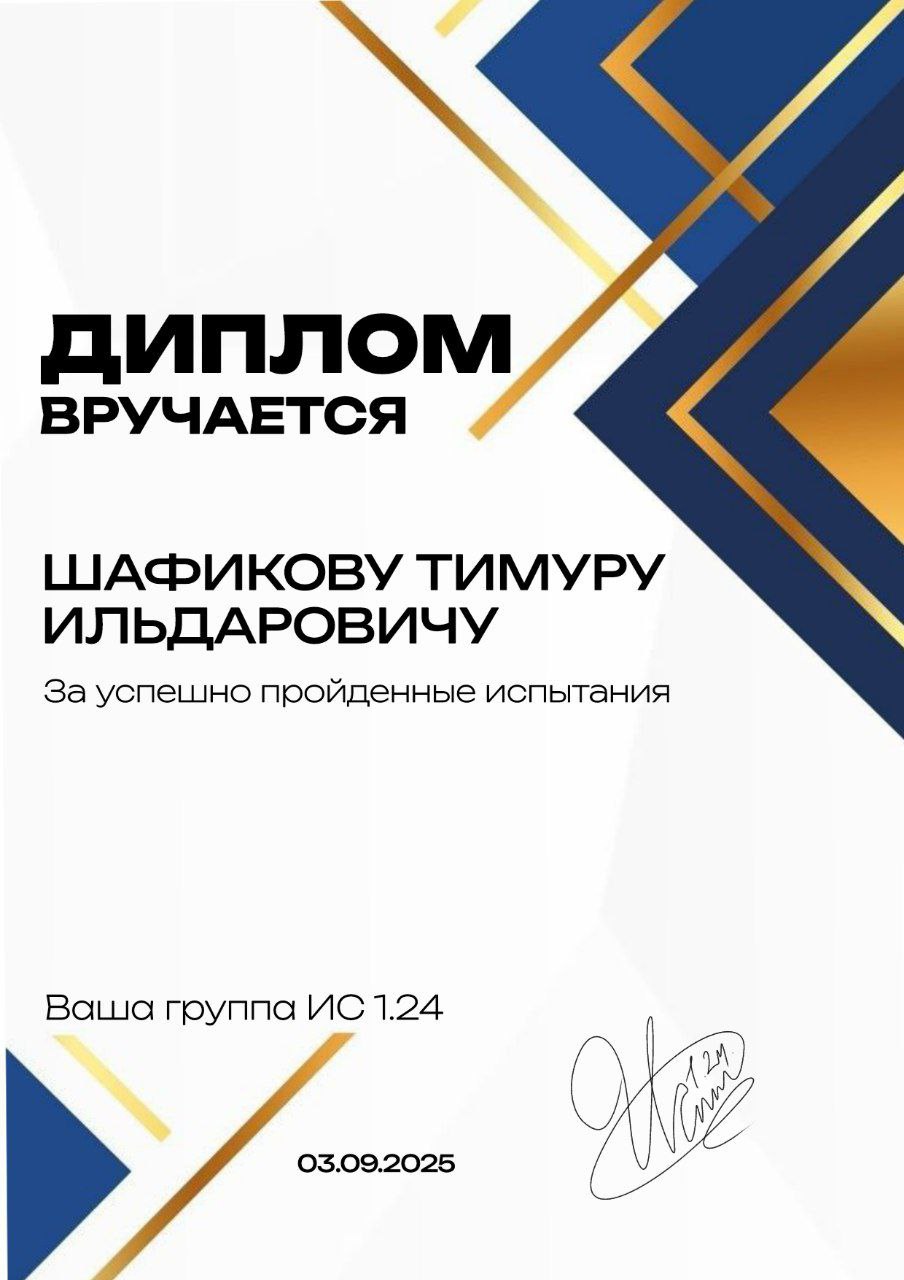 ДИПЛОМ
ВРУЧАЕТСЯ
ШАФИКОВУ ТИМУРУ
ИЛЬДАРОВИЧУ
За успешно пройденные испытания
Ваша группа ИС 1.24
03.09.2025